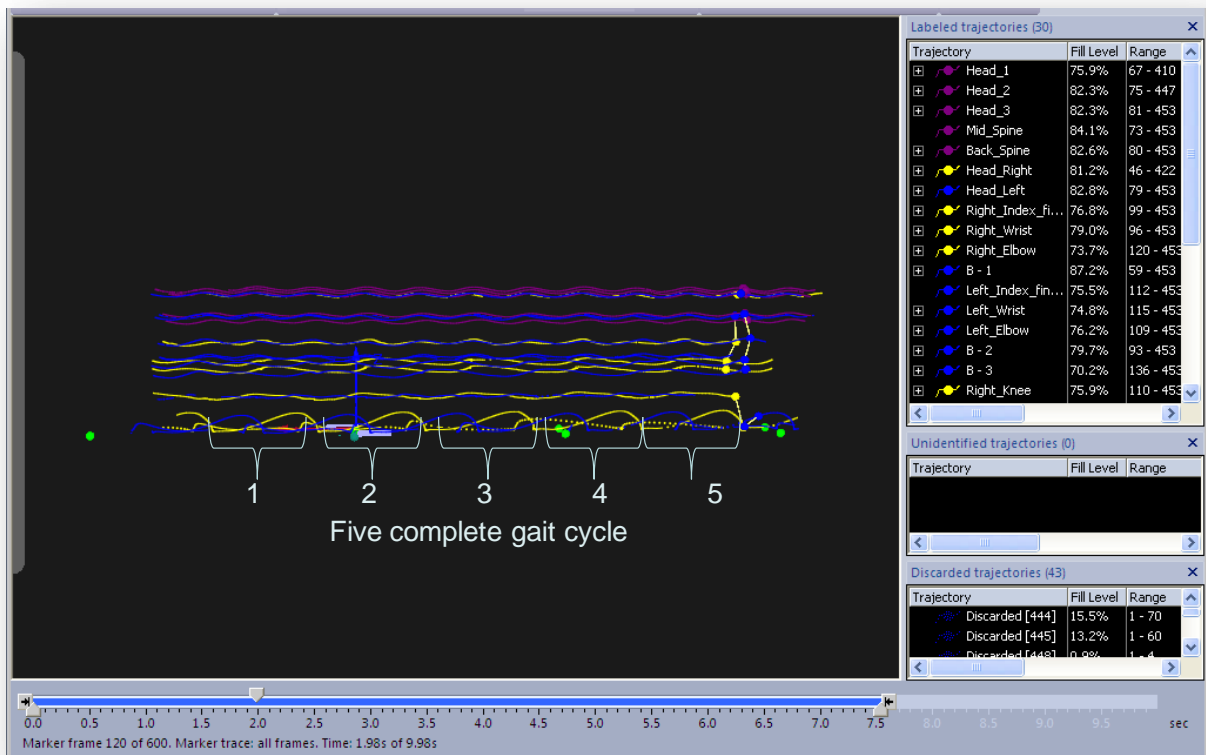 Labeled trajectories (30)
Trajectory Fill Level Range
Head_1 75.9% 67 - 410
Head_2 82.3% 75 - 447
Head_3 82.3% 81 - 453
Mid_Spine 84.1% 73 - 453
Back_Spine 82.6% 80 - 453
Head_Right 81.2% 46 - 422
Head_Left 82.8% 79 - 453
Right_Index_fi... 76.8% 99 - 453
Right_Wrist 79.0% 96 - 453
Right_Elbow 73.7% 120 - 453
B - 1 87.2% 59 - 453
Left_Index_fin... 75.5% 112 - 453
Left_Wrist 74.8% 115 - 453
Left_Elbow 76.2% 109 - 453
B - 2 79.7% 93 - 453
B - 3 70.2% 136 - 453
Right_Knee 75.9% 110 - 453
Unidentified trajectories (0)
Trajectory Fill Level Range
Discarded trajectories (43)
Trajectory Fill Level Range
Discarded [444] 15.5% 1 - 70
Discarded [445] 13.2% 1 - 60
Discarded [448] 0.9% 1 - 4
1 2 3 4 5
Five complete gait cycle
0.0 0.5 1.0 1.5 2.0 2.5 3.0 3.5 4.0 4.5 5.0 5.5 6.0 6.5 7.0 7.5 8.0 8.5 9.0 9.5 sec
Marker frame 120 of 600. Marker trace: all frames. Time: 1.98s of 9.98s